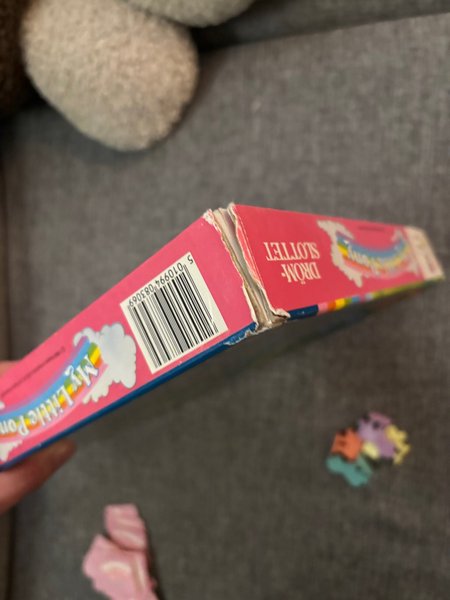 5 010994 083069
My Little Pony
DRÖM-
SLOTTET